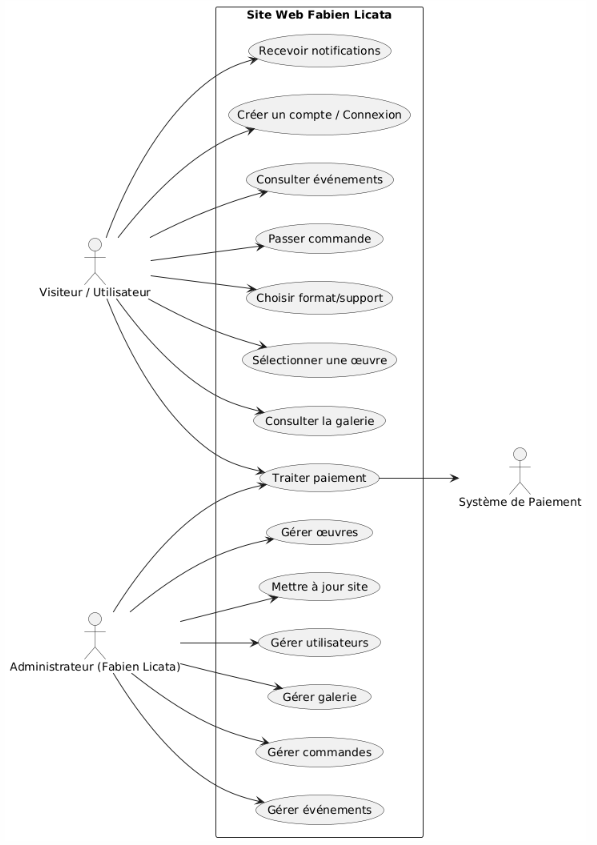 Site Web Fabien Licata
Recevoir notifications
Créer un compte / Connexion
Consulter événements
Passer commande
Visiteur / Utilisateur
Choisir format/support
Sélectionner une œuvre
Consulter la galerie
Traiter paiement
Système de Paiement
Gérer œuvres
Mettre à jour site
Gérer utilisateurs
Administrateur (Fabien Licata)
Gérer galerie
Gérer commandes
Gérer événements